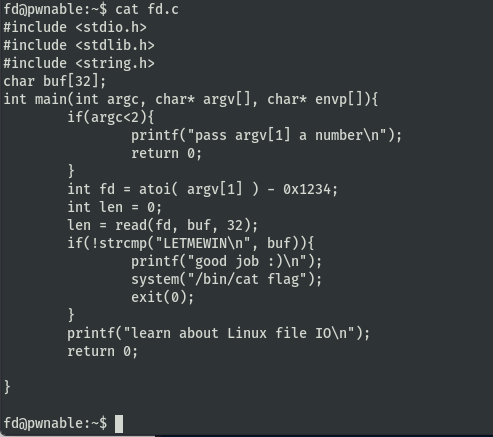 fd@pwnable:~$ cat fd.c
#include <stdio.h>
#include <stdlib.h>
#include <string.h>
char buf[32];
int main(int argc, char* argv[], char* envp[]){
        if(argc<2){
                printf("pass argv[1] a number\n");
                return 0;
        }
        int fd = atoi( argv[1] ) - 0x1234;
        int len = 0;
        len = read(fd, buf, 32);
        if(!strcmp("LETMEWIN\n", buf)){
                printf("good job :)\n");
                system("/bin/cat flag");
                exit(0);
        }
        printf("learn about Linux file IO\n");
        return 0;

}

fd@pwnable:~$